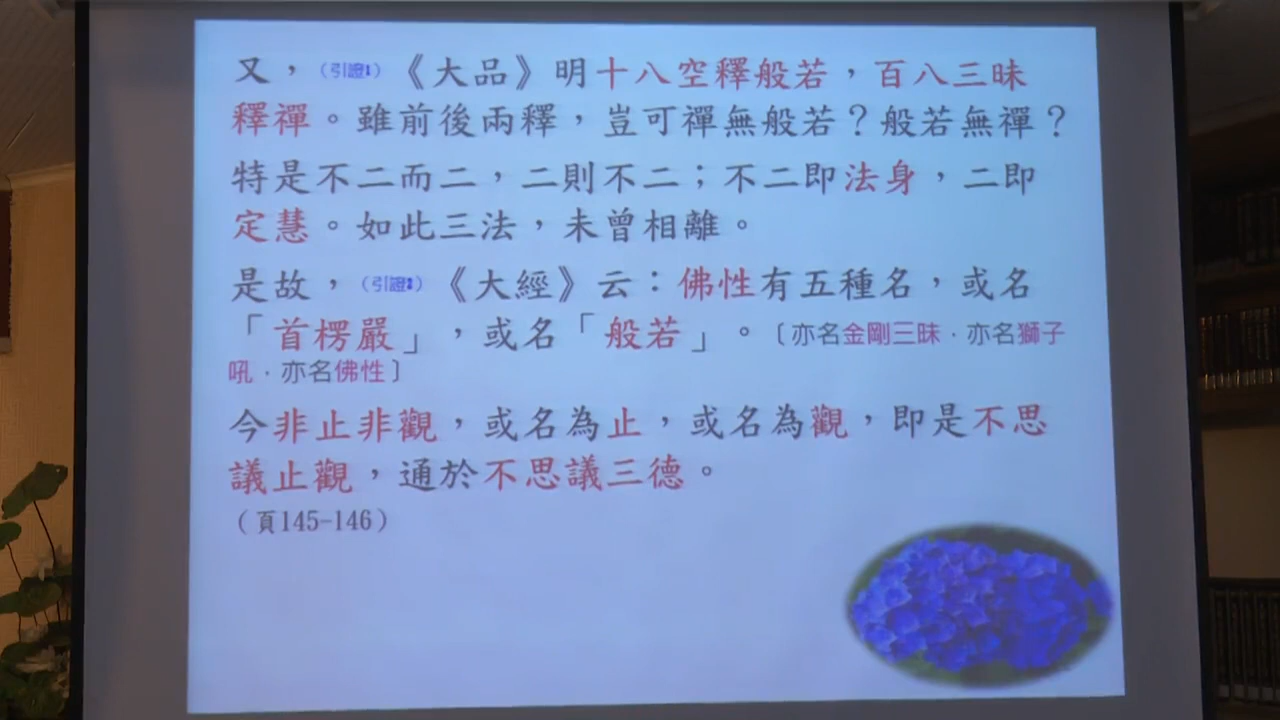 又，（引證1）《大品》明十八空釋般若，百八三昧
釋禪。雖前後兩釋，豈可禪無般若？般若無禪？
特是不二而二，二則不二；不二即法身，二即
定慧。如此三法，未曾相離。
是故，（引證2）《大經》云：佛性有五種名，或名
「首楞嚴」，或名「般若」。〔亦名金剛三昧．亦名獅子
吼．亦名佛性〕
今非止非觀，或名為止，或名為觀，即是不思
議止觀，通於不思議三德。
（頁145-146）